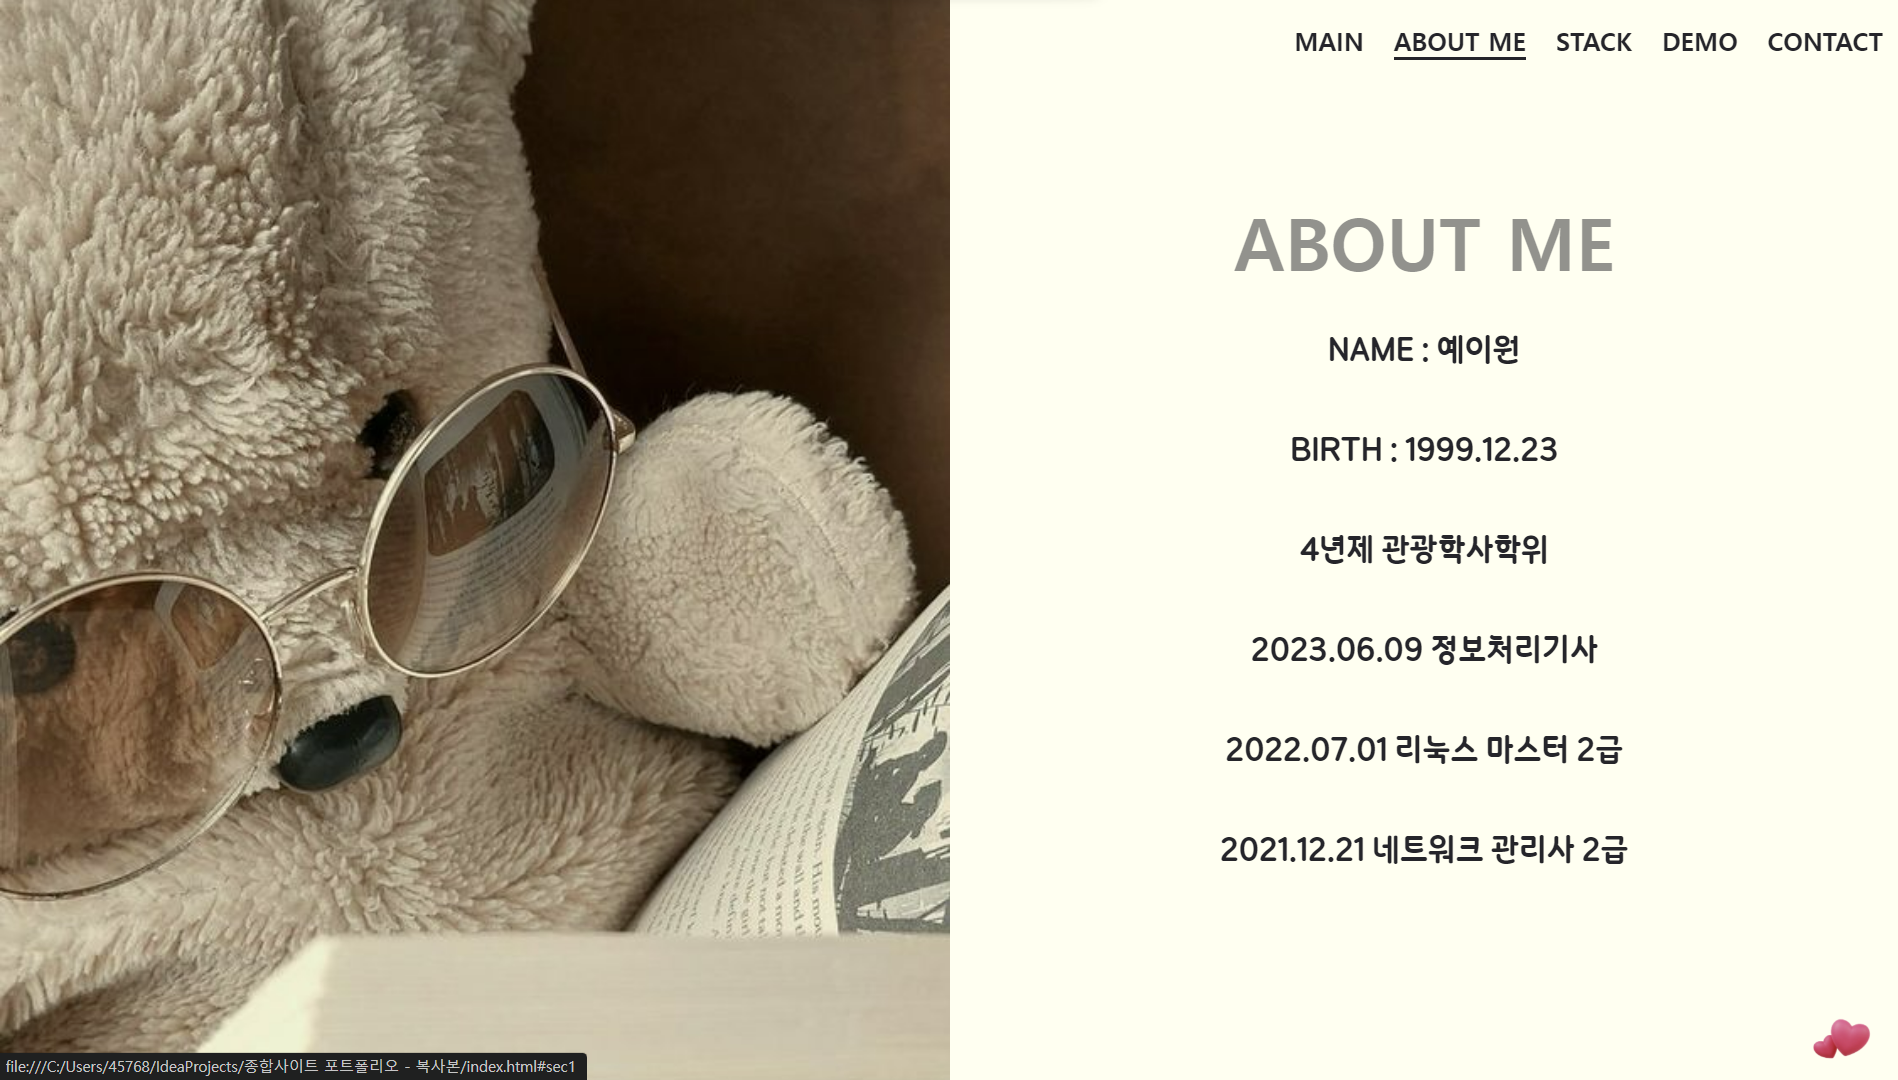 MAIN ABOUT ME STACK DEMO CONTACT
ABOUT ME
NAME : 예이원
BIRTH : 1999.12.23
4년제 관광학사학위
2023.06.09 정보처리기사
2022.07.01 리눅스 마스터 2급
2021.12.21 네트워크 관리사 2급
file:///C:/Users/45768/IdeaProjects/종합사이트 포트폴리오 - 복사본/index.html#sec1